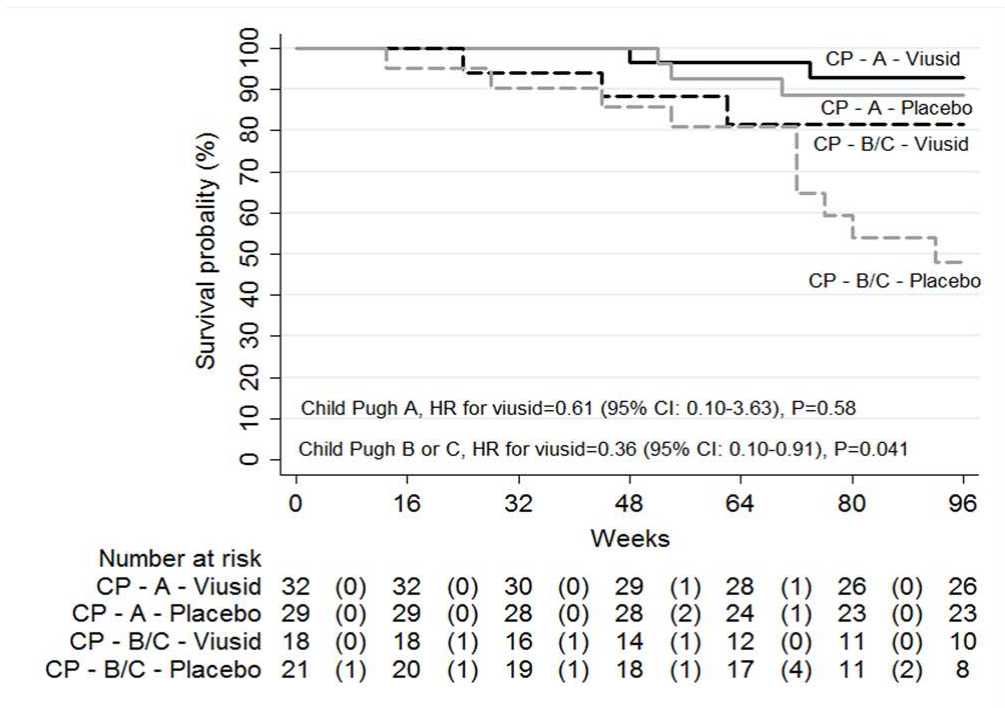 Survival probality (%)
100
90
80
70
60
50
40
30
20
10
0
CP - A - Viusid
CP - A - Placebo
CP - B/C - Viusid
CP - B/C - Placebo
Child Pugh A, HR for viusid=0.61 (95% CI: 0.10-3.63), P=0.58
Child Pugh B or C, HR for viusid=0.36 (95% CI: 0.10-0.91), P=0.041
0 16 32 48 64 80 96
Weeks
Number at risk
CP - A - Viusid 32 (0) 32 (0) 30 (0) 29 (1) 28 (1) 26 (0) 26
CP - A - Placebo 29 (0) 29 (0) 28 (0) 28 (2) 24 (1) 23 (0) 23
CP - B/C - Viusid 18 (0) 18 (1) 16 (1) 14 (1) 12 (0) 11 (0) 10
CP - B/C - Placebo 21 (1) 20 (1) 19 (1) 18 (1) 17 (4) 11 (2) 8